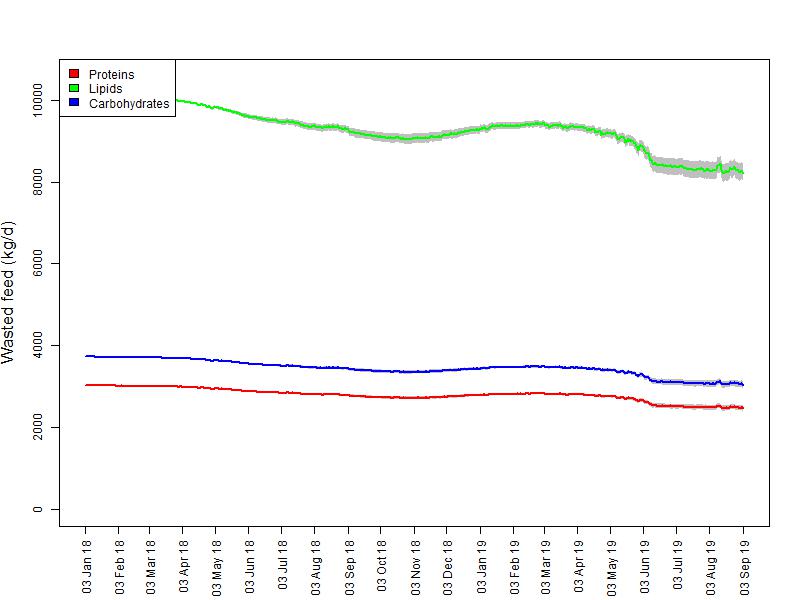 Proteins
Lipids
Carbohydrates
Wasted feed (kg/d)
10000
8000
6000
4000
2000
0
03 Jan 18
03 Feb 18
03 Mar 18
03 Apr 18
03 May 18
03 Jun 18
03 Jul 18
03 Aug 18
03 Sep 18
03 Oct 18
03 Nov 18
03 Dec 18
03 Jan 19
03 Feb 19
03 Mar 19
03 Apr 19
03 May 19
03 Jun 19
03 Jul 19
03 Aug 19
03 Sep 19